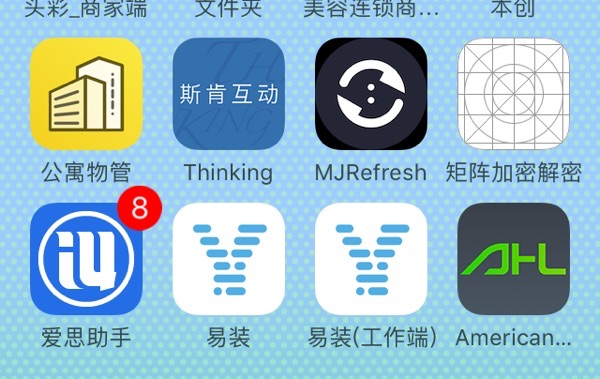 头彩_商家端
文件夹
美容连锁商...
本创
斯肯互动
公寓物管
Thinking
MJRefresh
矩阵加密解密
8
爱思助手
易装
易装(工作端)
AHL
American...